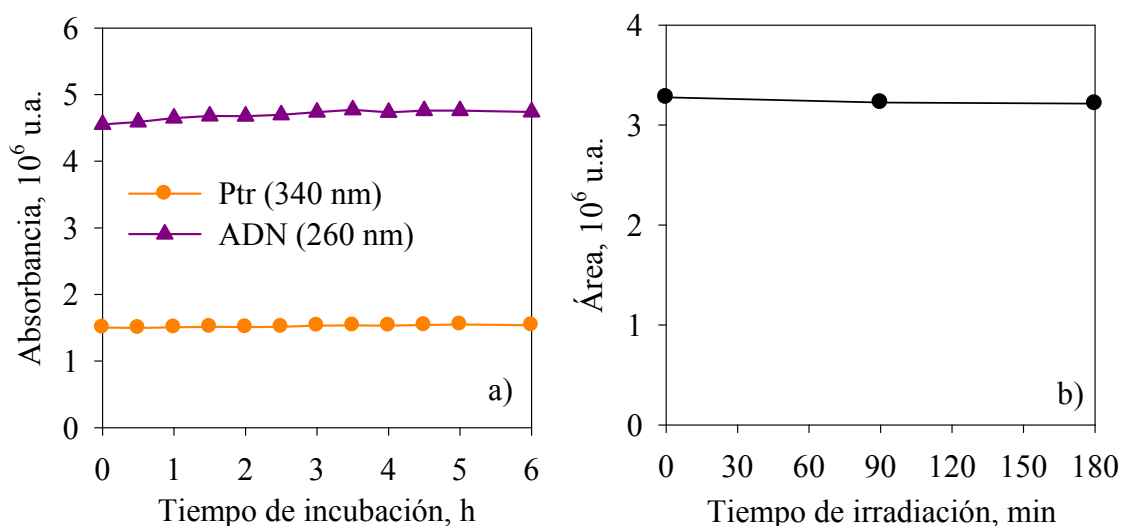 Absorbancia, 10⁶ u.a.
6
5
4
3
2
1
0
Ptr (340 nm)
ADN (260 nm)
a)
0 1 2 3 4 5 6
Tiempo de incubación, h
Área, 10⁶ u.a.
4
3
2
1
0
b)
0 30 60 90 120 150 180
Tiempo de irradiación, min